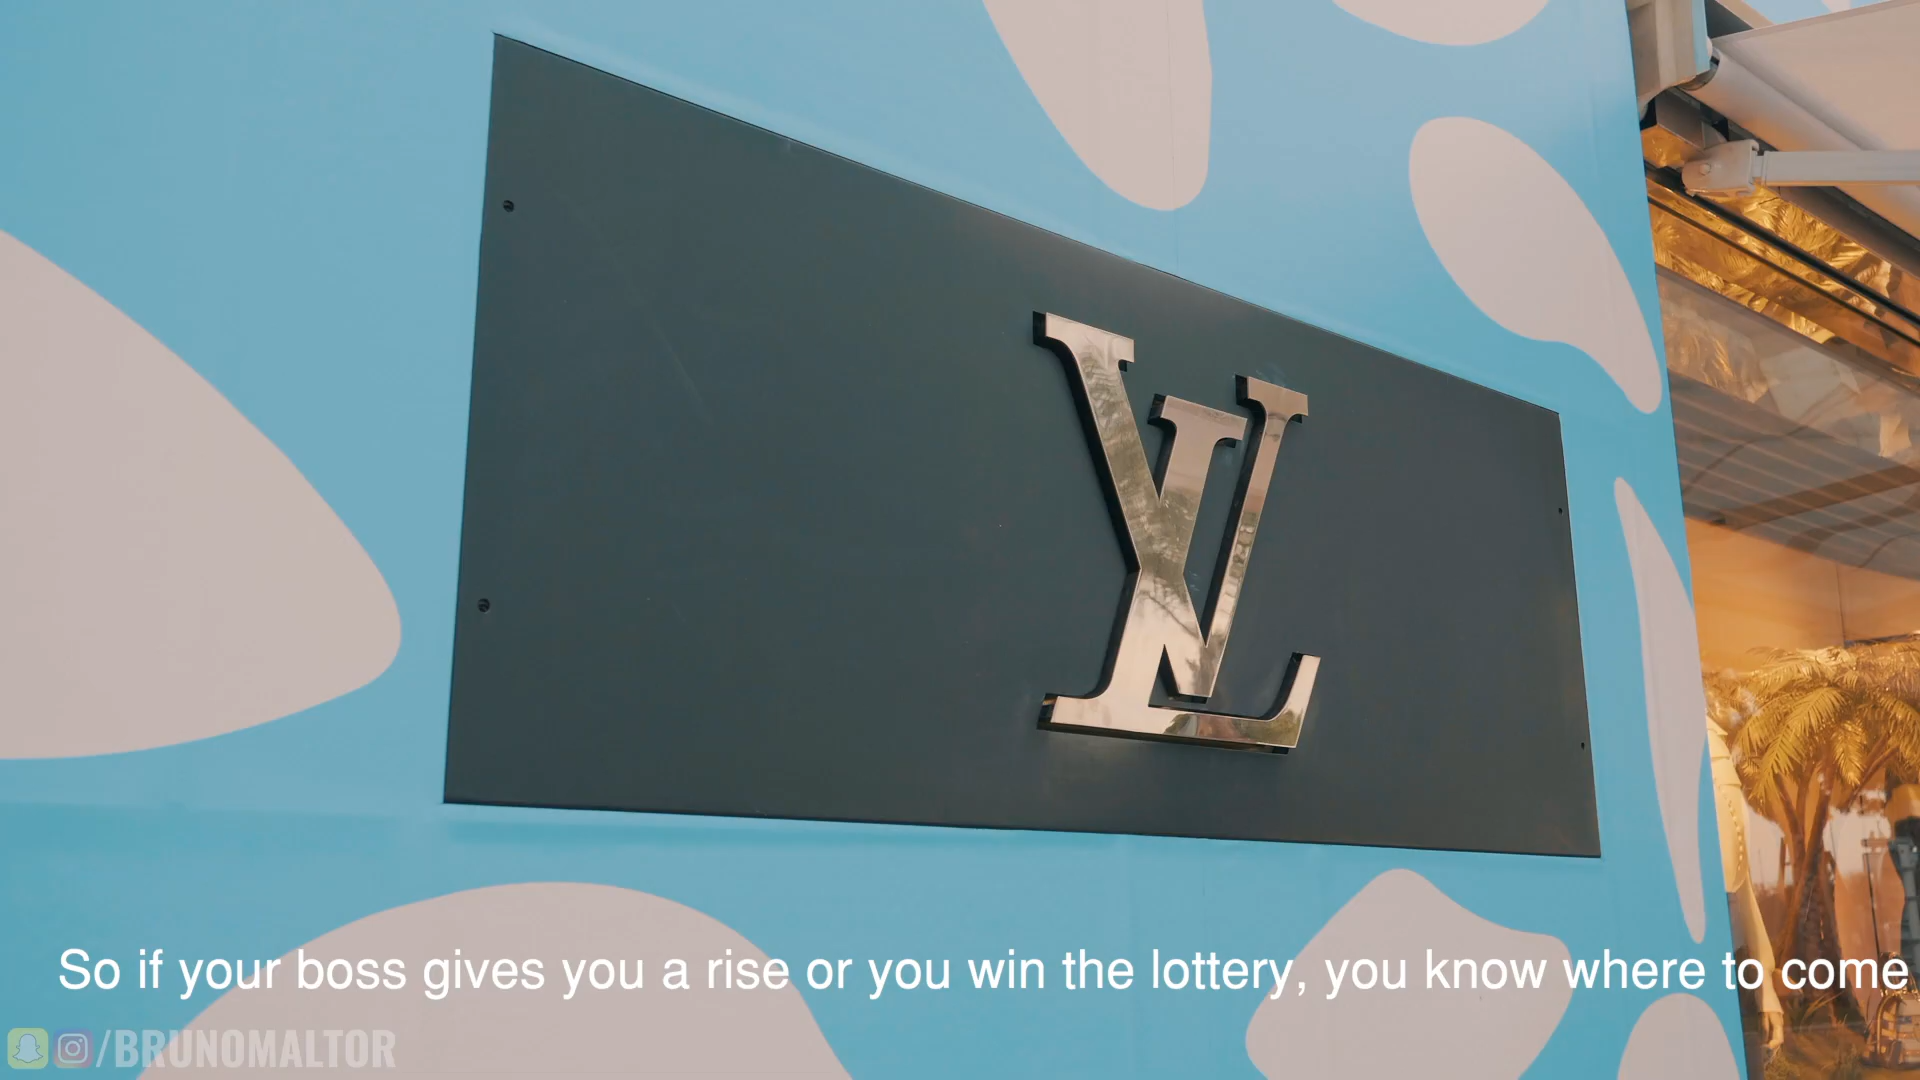 LV
So if your boss gives you a rise or you win the lottery, you know where to come
/BRUNOMALTOR